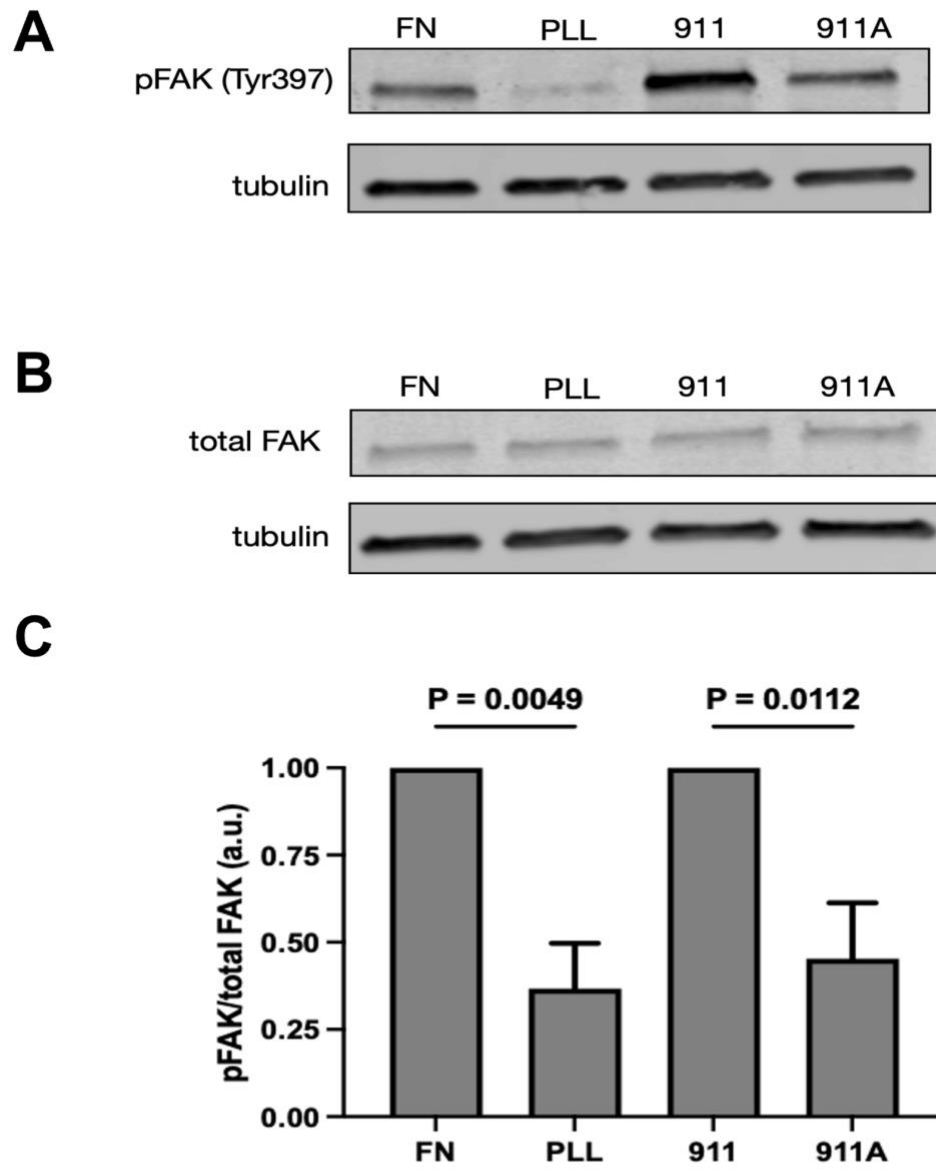 A
FN PLL 911 911A
pFAK (Tyr397)
tubulin
B
FN PLL 911 911A
total FAK
tubulin
C
P = 0.0049 P = 0.0112
pFAK/total FAK (a.u.)
1.00
0.75
0.50
0.25
0.00
FN PLL 911 911A